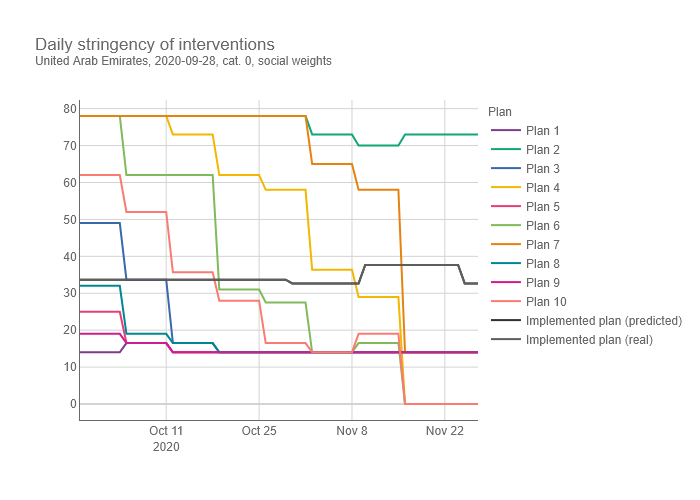 Daily stringency of interventions
United Arab Emirates, 2020-09-28, cat. 0, social weights
80
70
60
50
40
30
20
10
0
Oct 11
2020
Oct 25
Nov 8
Nov 22
Plan
Plan 1
Plan 2
Plan 3
Plan 4
Plan 5
Plan 6
Plan 7
Plan 8
Plan 9
Plan 10
Implemented plan (predicted)
Implemented plan (real)